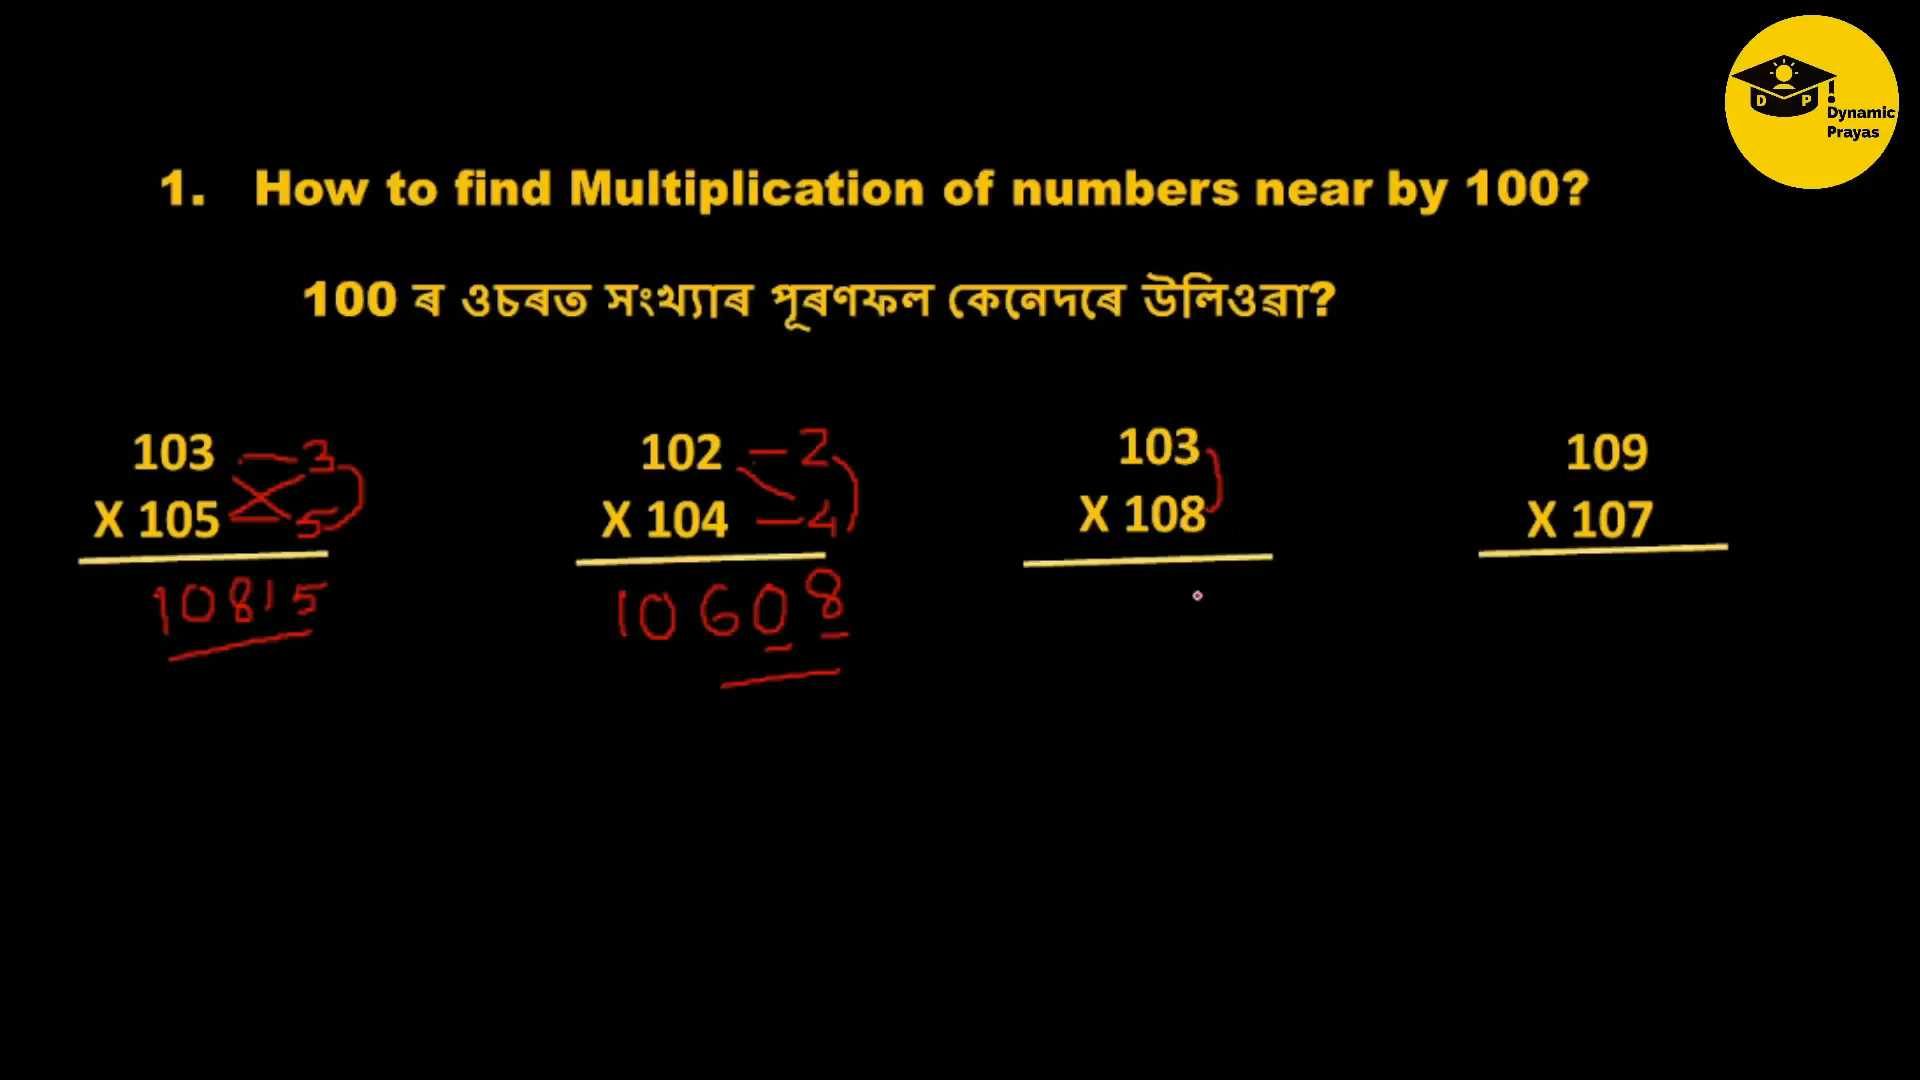 D P
Dynamic
Prayas
1. How to find Multiplication of numbers near by 100?
100 ৰ ওচৰত সংখ্যাৰ পূৰণফল কেনেদৰে উলিওৱা?
103 — 3
X 105 — 5
10815
102 — 2
X 104 — 4
10608
103
X 108
109
X 107